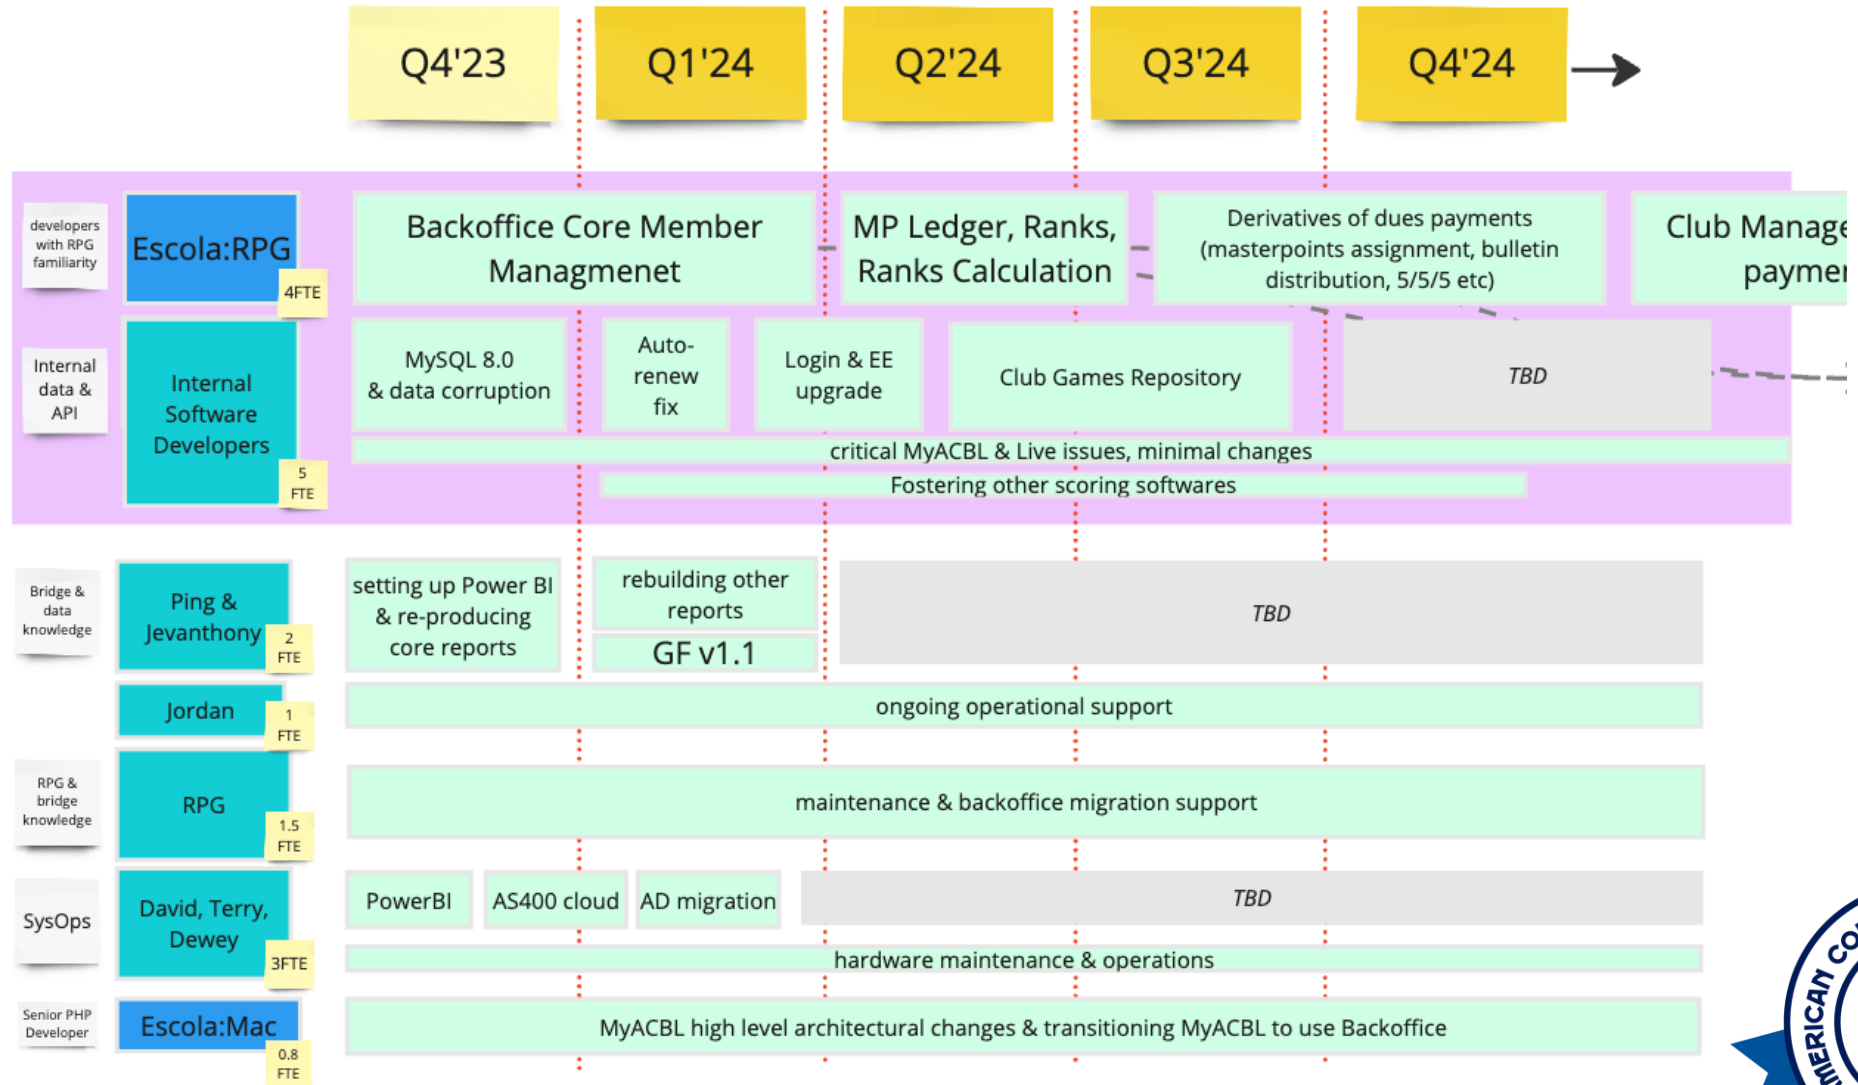 Q4'23
Q1'24
Q2'24
Q3'24
Q4'24
developers
with RPG
familiarity
Escola:RPG
4FTE
Backoffice Core Member
Managmenet
MP Ledger, Ranks,
Ranks Calculation
Derivatives of dues payments
(masterpoints assignment, bulletin
distribution, 5/5/5 etc)
Club Manage
paymen
Internal
data &
API
Internal
Software
Developers
5
FTE
MySQL 8.0
& data corruption
Auto-
renew
fix
Login & EE
upgrade
Club Games Repository
TBD
critical MyACBL & Live issues, minimal changes
Fostering other scoring softwares
Bridge &
data
knowledge
Ping &
Jevanthony
2
FTE
setting up Power BI
& re-producing
core reports
rebuilding other
reports
GF v1.1
TBD
Jordan
1
FTE
ongoing operational support
RPG &
bridge
knowledge
RPG
1.5
FTE
maintenance & backoffice migration support
SysOps
David, Terry,
Dewey
3FTE
PowerBI
AS400 cloud
AD migration
TBD
hardware maintenance & operations
Senior PHP
Developer
Escola:Mac
0.8
FTE
MyACBL high level architectural changes & transitioning MyACBL to use Backoffice
MERICAN CO